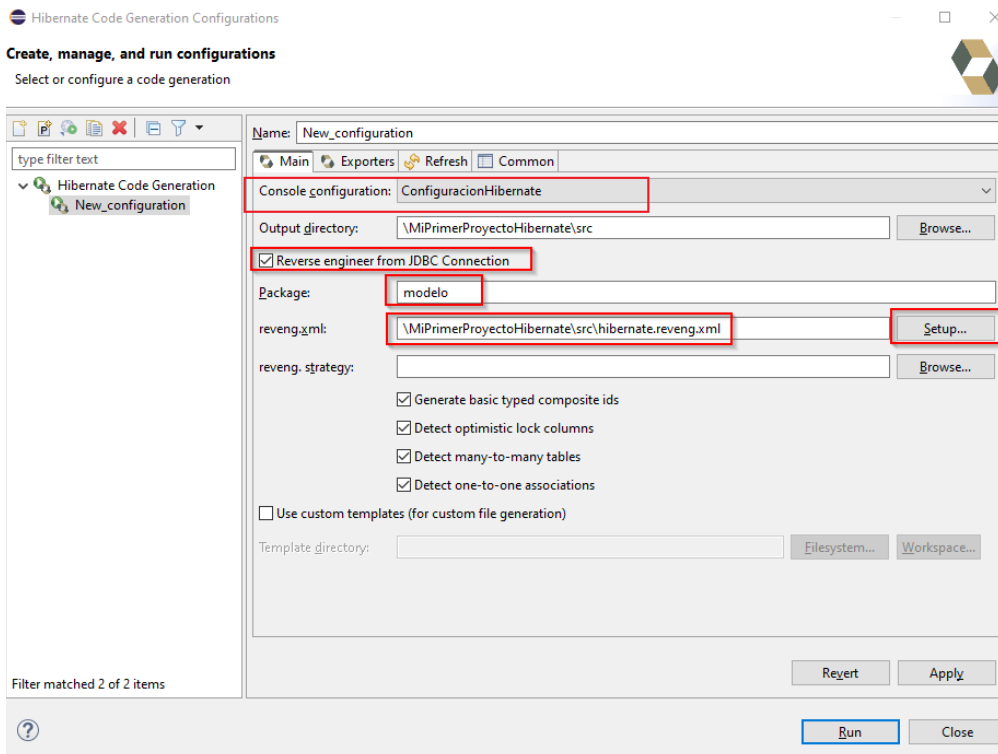 Hibernate Code Generation Configurations
Create, manage, and run configurations
Select or configure a code generation
type filter text
Hibernate Code Generation
New_configuration
Filter matched 2 of 2 items
Name: New_configuration
Main Exporters Refresh Common
Console configuration: ConfiguracionHibernate
Output directory: \MiPrimerProyectoHibernate\src Browse...
Reverse engineer from JDBC Connection
Package: modelo
reveng.xml: \MiPrimerProyectoHibernate\src\hibernate.reveng.xml Setup...
reveng. strategy: Browse...
Generate basic typed composite ids
Detect optimistic lock columns
Detect many-to-many tables
Detect one-to-one associations
Use custom templates (for custom file generation)
Template directory: Filesystem... Workspace...
Revert Apply
Run Close